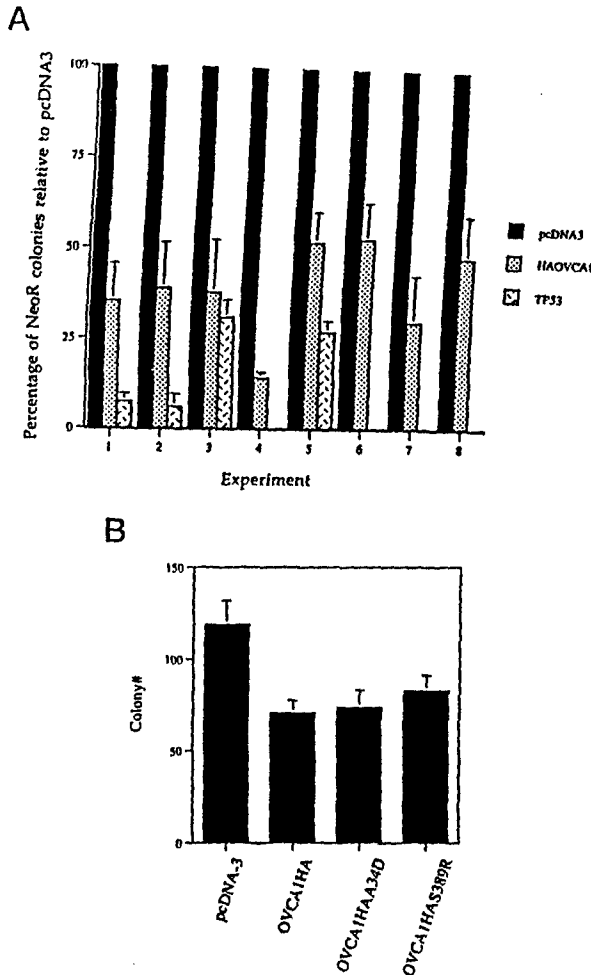 A
Percentage of NeoR colonies relative to pcDNA3
100
75
50
25
0
1 2 3 4 5 6 7 8
Experiment
pcDNA3
HAOVCA1
TP53
B
Colony#
150
100
50
0
pcDNA-3
OVCA1HA
OVCA1HAA34D
OVCA1HAS389R